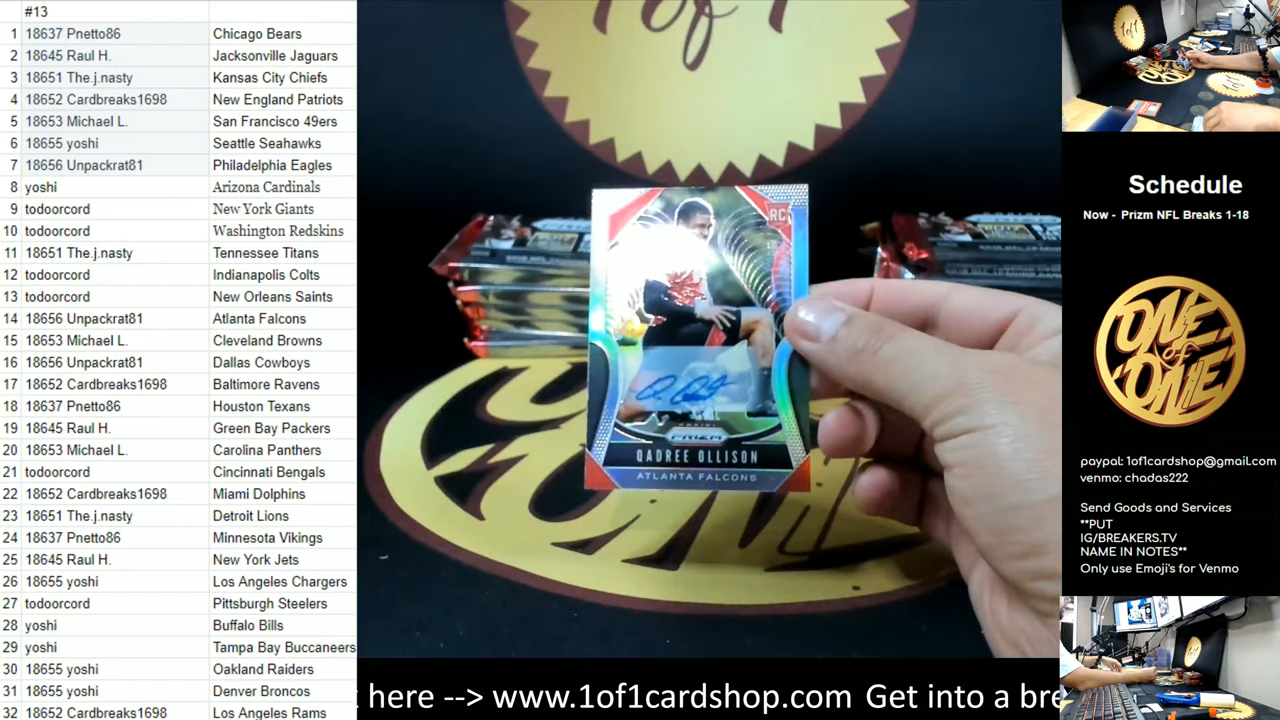 #13
1 18637 Pnetto86 Chicago Bears
2 18645 Raul H. Jacksonville Jaguars
3 18651 The.j.nasty Kansas City Chiefs
4 18652 Cardbreaks1698 New England Patriots
5 18653 Michael L. San Francisco 49ers
6 18655 yoshi Seattle Seahawks
7 18656 Unpackrat81 Philadelphia Eagles
8 yoshi Arizona Cardinals
9 todoorcord New York Giants
10 todoorcord Washington Redskins
11 18651 The.j.nasty Tennessee Titans
12 todoorcord Indianapolis Colts
13 todoorcord New Orleans Saints
14 18656 Unpackrat81 Atlanta Falcons
15 18653 Michael L. Cleveland Browns
16 18656 Unpackrat81 Dallas Cowboys
17 18652 Cardbreaks1698 Baltimore Ravens
18 18637 Pnetto86 Houston Texans
19 18645 Raul H. Green Bay Packers
20 18653 Michael L. Carolina Panthers
21 todoorcord Cincinnati Bengals
22 18652 Cardbreaks1698 Miami Dolphins
23 18651 The.j.nasty Detroit Lions
24 18637 Pnetto86 Minnesota Vikings
25 18645 Raul H. New York Jets
26 18655 yoshi Los Angeles Chargers
27 todoorcord Pittsburgh Steelers
28 yoshi Buffalo Bills
29 yoshi Tampa Bay Buccaneers
30 18655 yoshi Oakland Raiders
31 18655 yoshi Denver Broncos
32 18652 Cardbreaks1698 Los Angeles Rams
1 of 1
RC
PRIZM
QADREE OLLISON
ATLANTA FALCONS
here --> www.1of1cardshop.com Get into a bre
Schedule
Now - Prizm NFL Breaks 1-18
ONE
of
ONE
paypal: 1of1cardshop@gmail.com
venmo: chadas222
Send Goods and Services
**PUT
IG/BREAKERS.TV
NAME IN NOTES**
Only use Emoji's for Venmo